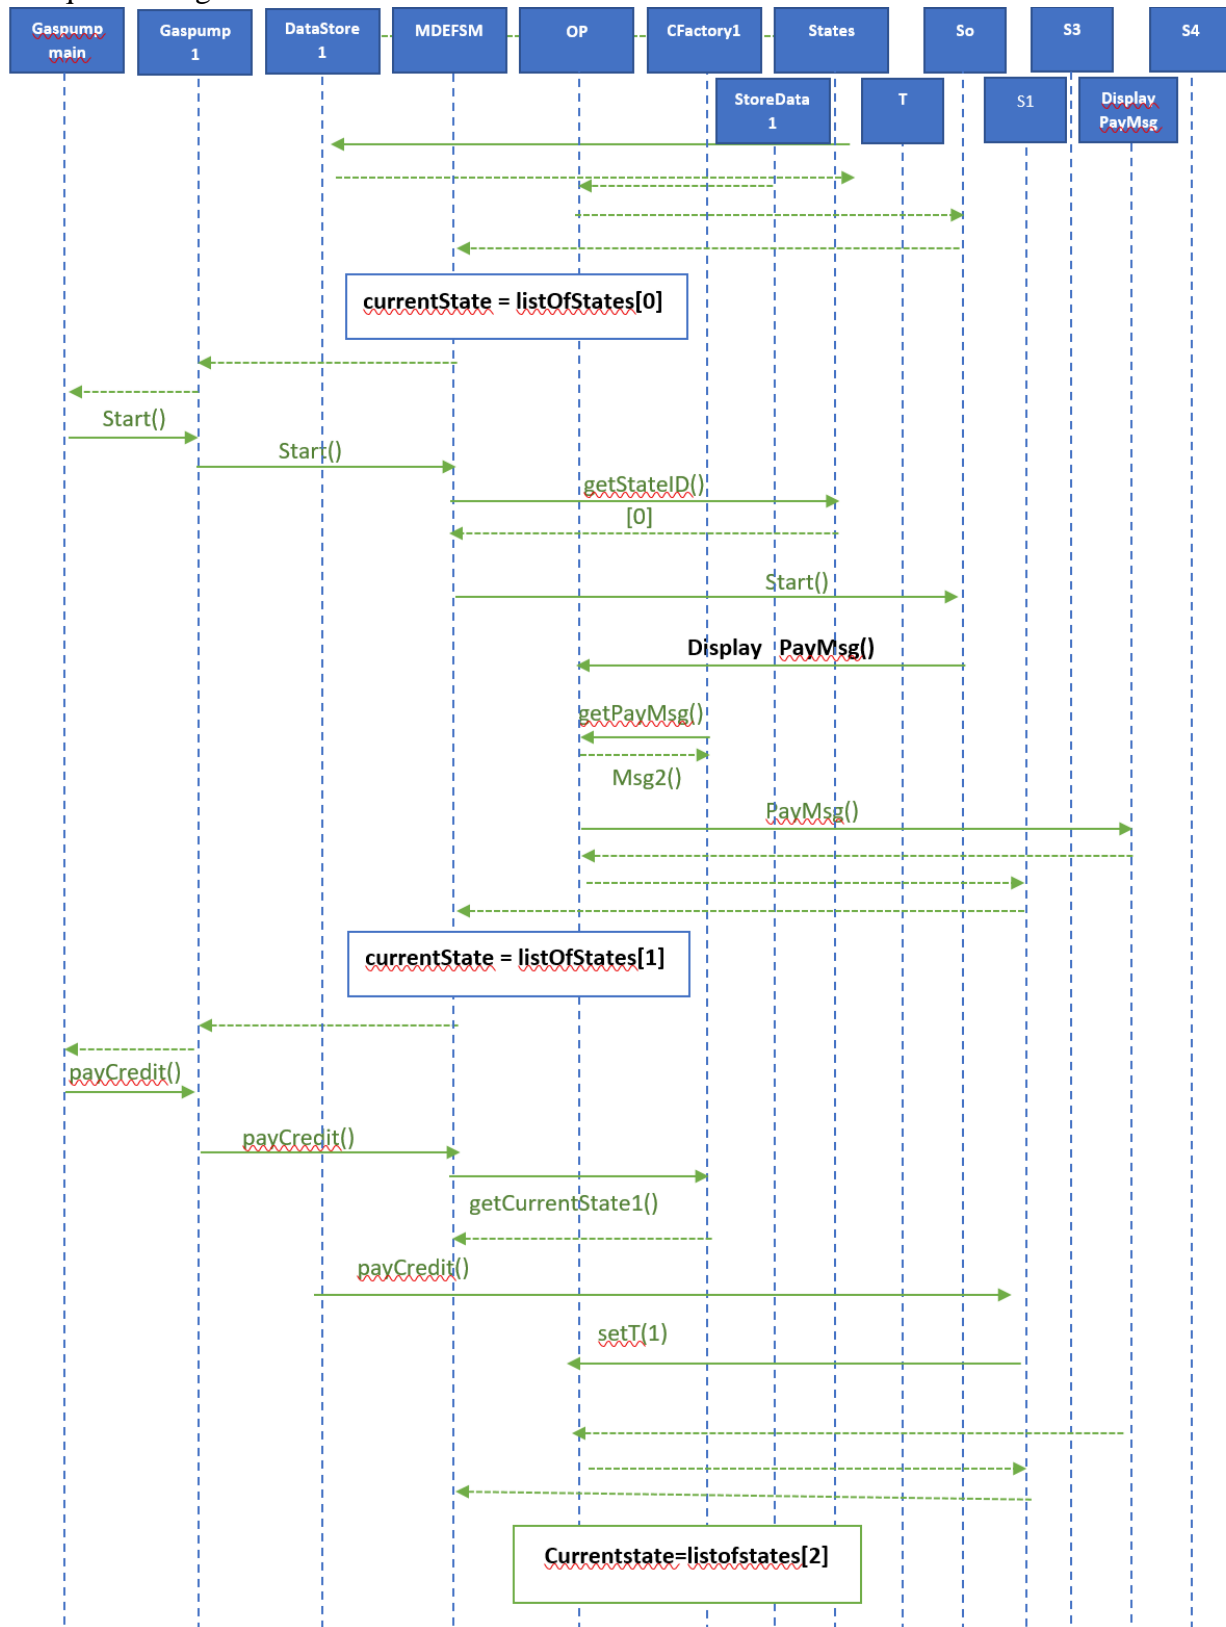 Gaspump
main
Gaspump
1
DataStore
1
MDEFSM
OP
CFactory1
States
So
S3
S4
StoreData
1
T
S1
Display
PayMsg
currentState = listOfStates[0]
Start()
Start()
getStateID()
[0]
Start()
Display PayMsg()
getPayMsg()
Msg2()
PayMsg()
currentState = listOfStates[1]
payCredit()
payCredit()
getCurrentState1()
payCredit()
setT(1)
Currentstate=listofstates[2]